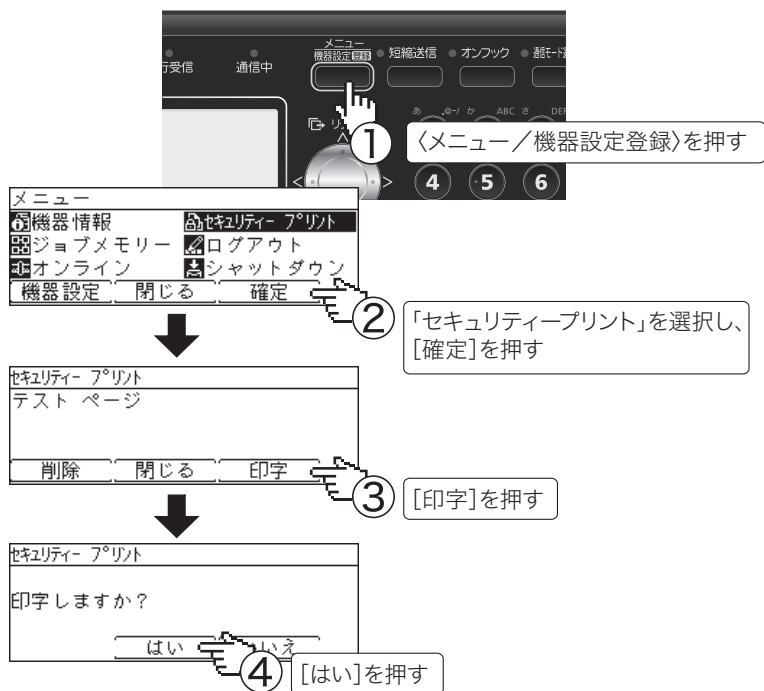 メニュー
機器設定登録
短縮送信
オンフック
行受信
通信中
あ .@-/
か ABC
さ DEF
4
5
6
1
〈メニュー／機器設定登録〉を押す
メニュー
機器情報 セキュリティー プリント
ジョブメモリー ログアウト
オンライン シャットダウン
機器設定 閉じる 確定
2
「セキュリティープリント」を選択し、
[確定]を押す
セキュリティー プリント
テスト ページ
削除 閉じる 印字
3
[印字]を押す
セキュリティー プリント
印字しますか？
はい いいえ
4
[はい]を押す